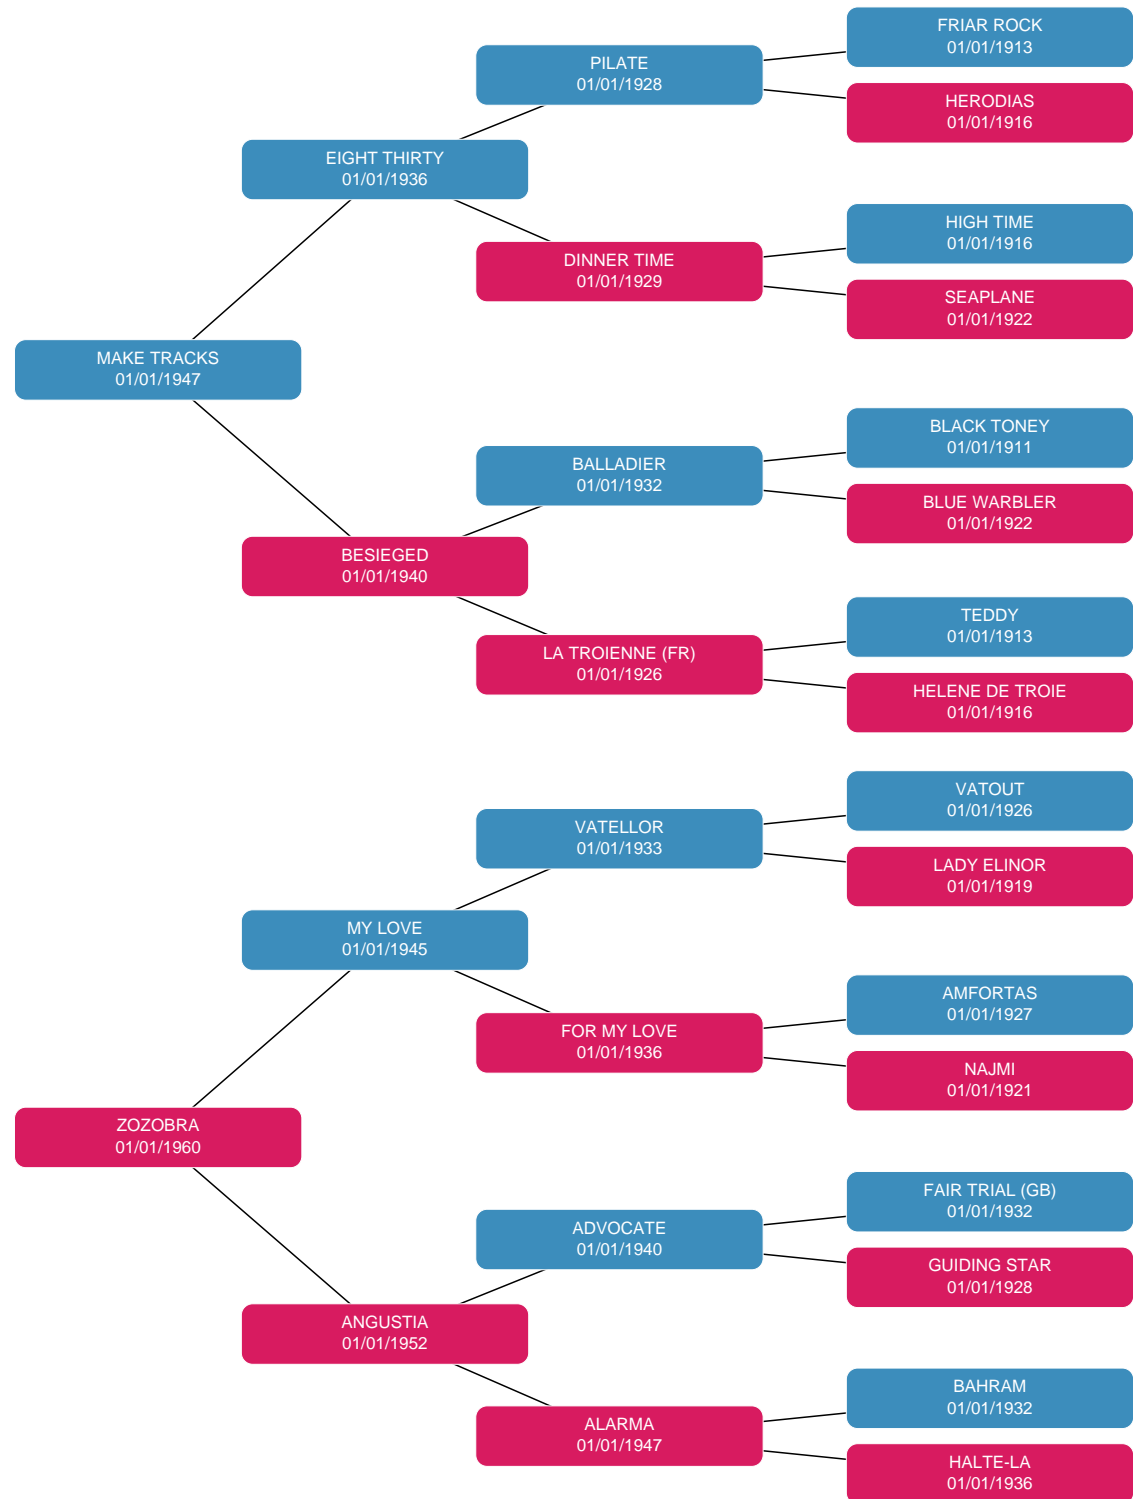 FRIAR ROCK
01/01/1913
PILATE
01/01/1928
HERODIAS
01/01/1916
EIGHT THIRTY
01/01/1936
HIGH TIME
01/01/1916
DINNER TIME
01/01/1929
SEAPLANE
01/01/1922
MAKE TRACKS
01/01/1947
BLACK TONEY
01/01/1911
BALLADIER
01/01/1932
BLUE WARBLER
01/01/1922
BESIEGED
01/01/1940
TEDDY
01/01/1913
LA TROIENNE (FR)
01/01/1926
HELENE DE TROIE
01/01/1916
VATOUT
01/01/1926
VATELLOR
01/01/1933
LADY ELINOR
01/01/1919
MY LOVE
01/01/1945
AMFORTAS
01/01/1927
FOR MY LOVE
01/01/1936
NAJMI
01/01/1921
ZOZOBRA
01/01/1960
FAIR TRIAL (GB)
01/01/1932
ADVOCATE
01/01/1940
GUIDING STAR
01/01/1928
ANGUSTIA
01/01/1952
BAHRAM
01/01/1932
ALARMA
01/01/1947
HALTE-LA
01/01/1936